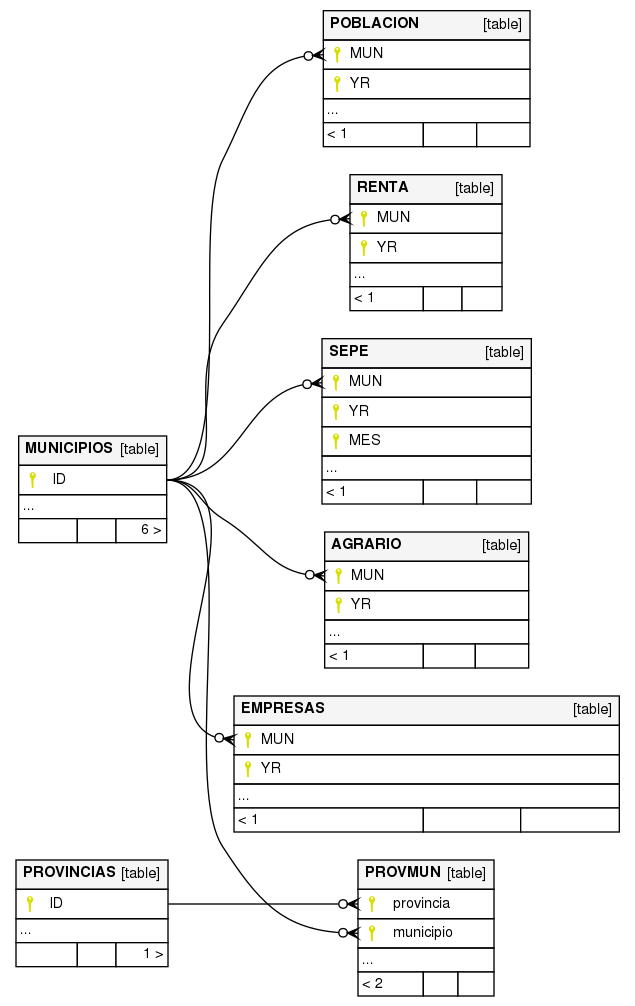 POBLACION [table]
MUN
YR
...
< 1
RENTA [table]
MUN
YR
...
< 1
SEPE [table]
MUN
YR
MES
...
< 1
MUNICIPIOS [table]
ID
...
6 >
AGRARIO [table]
MUN
YR
...
< 1
EMPRESAS [table]
MUN
YR
...
< 1
PROVINCIAS [table]
ID
...
1 >
PROVMUN [table]
provincia
municipio
...
< 2